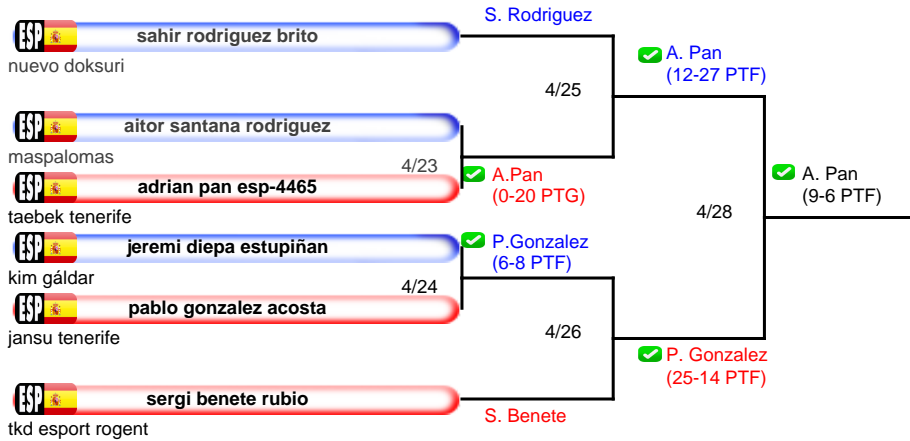 S. Rodriguez
ESP sahir rodriguez brito
nuevo doksuri
A. Pan
(12-27 PTF)
4/25
ESP aitor santana rodriguez
maspalomas
4/23
A.Pan
(0-20 PTG)
ESP adrian pan esp-4465
taebek tenerife
A. Pan
(9-6 PTF)
4/28
ESP jeremi diepa estupiñan
kim gáldar
P.Gonzalez
(6-8 PTF)
4/24
ESP pablo gonzalez acosta
jansu tenerife
4/26
P. Gonzalez
(25-14 PTF)
ESP sergi benete rubio
tkd esport rogent
S. Benete